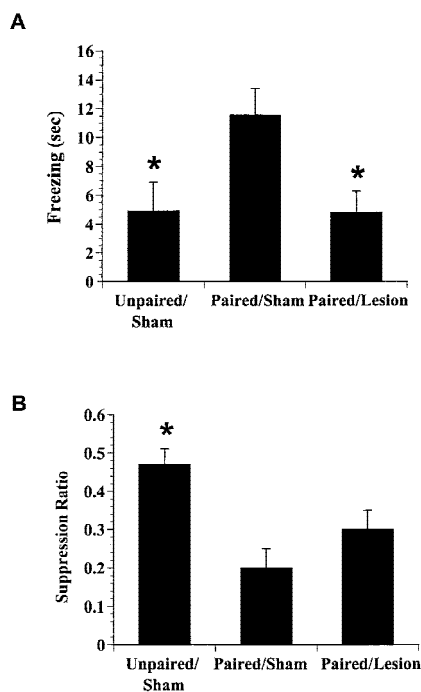 A
Freezing (sec)
16
14
12
10
8
6
4
2
0
*
*
Unpaired/ Paired/Sham Paired/Lesion
Sham
B
Suppression Ratio
0.6
0.5
0.4
0.3
0.2
0.1
0
*
Unpaired/ Paired/Sham Paired/Lesion
Sham